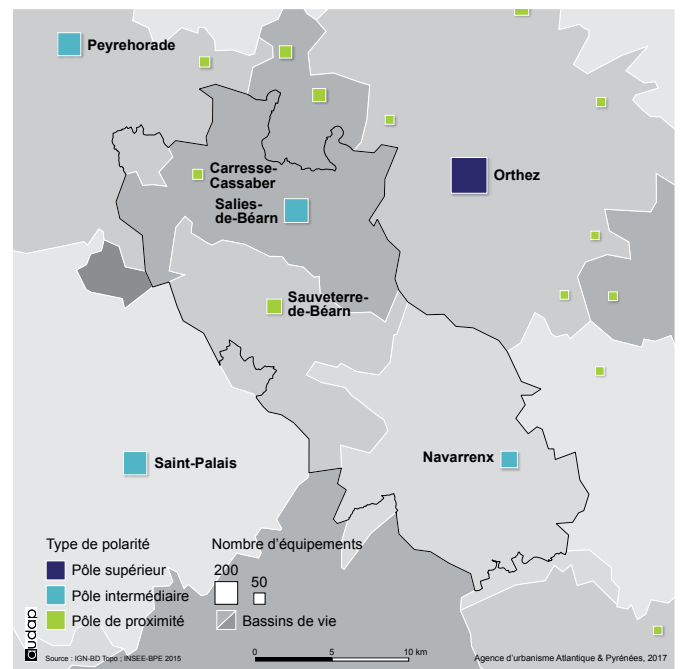 Peyrehorade
Carresse-
Cassaber
Orthez
Salies-
de-Béarn
Sauveterre-
de-Béarn
Saint-Palais
Navarrenx
Type de polarité
Pôle supérieur
Pôle intermédiaire
Pôle de proximité
Nombre d'équipements
200
50
Bassins de vie
audap
Source : IGN-BD Topo ; INSEE-BPE 2015
0 5 10 km
Agence d'urbanisme Atlantique & Pyrénées, 2017